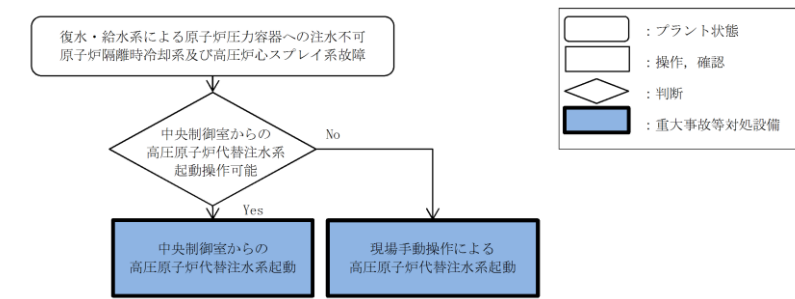 復水・給水系による原子炉圧力容器への注水不可
原子炉隔離時冷却系及び高圧炉心スプレイ系故障
中央制御室からの
高圧原子炉代替注水系
起動操作可能
No
Yes
中央制御室からの
高圧原子炉代替注水系起動
現場手動操作による
高圧原子炉代替注水系起動
：プラント状態
：操作，確認
：判断
：重大事故等対処設備